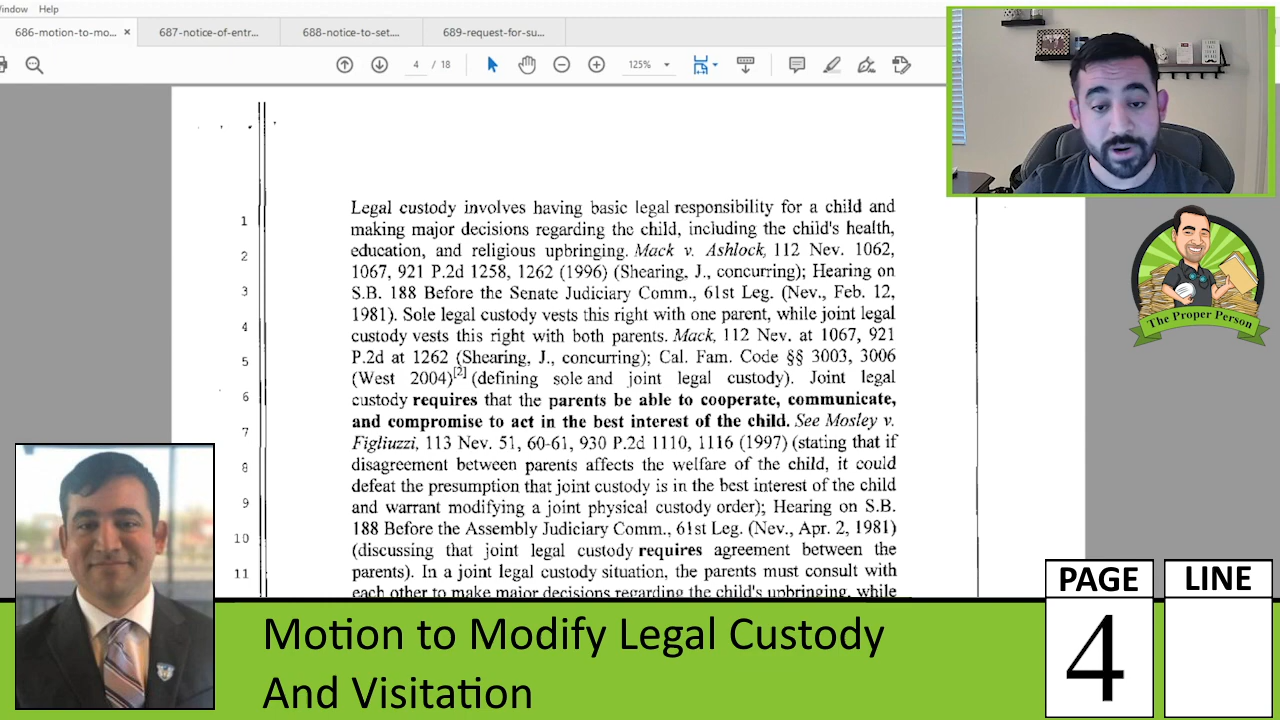 Window Help
686-motion-to-mo... ×
687-notice-of-entr...
688-notice-to-set....
689-request-for-su...
4 / 18
125%
Legal custody involves having basic legal responsibility for a child and
making major decisions regarding the child, including the child's health,
education, and religious upbringing. Mack v. Ashlock, 112 Nev. 1062,
1067, 921 P.2d 1258, 1262 (1996) (Shearing, J., concurring); Hearing on
S.B. 188 Before the Senate Judiciary Comm., 61st Leg. (Nev., Feb. 12,
1981). Sole legal custody vests this right with one parent, while joint legal
custody vests this right with both parents. Mack, 112 Nev. at 1067, 921
P.2d at 1262 (Shearing, J., concurring); Cal. Fam. Code §§ 3003, 3006
(West 2004)[2] (defining sole and joint legal custody). Joint legal
custody requires that the parents be able to cooperate, communicate,
and compromise to act in the best interest of the child. See Mosley v.
Figliuzzi, 113 Nev. 51, 60-61, 930 P.2d 1110, 1116 (1997) (stating that if
disagreement between parents affects the welfare of the child, it could
defeat the presumption that joint custody is in the best interest of the child
and warrant modifying a joint physical custody order); Hearing on S.B.
188 Before the Assembly Judiciary Comm., 61st Leg. (Nev., Apr. 2, 1981)
(discussing that joint legal custody requires agreement between the
parents). In a joint legal custody situation, the parents must consult with
each other to make major decisions regarding the child's upbringing, while
1
2
3
4
5
6
7
8
9
10
11
The Proper Person
Motion to Modify Legal Custody
And Visitation
PAGE
4
LINE